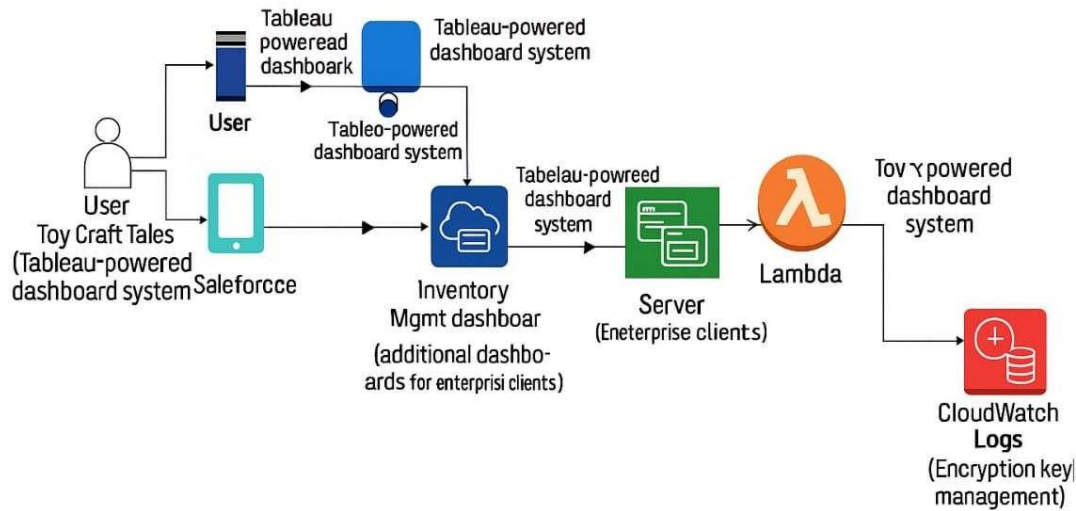 Tableau
poweread
dashboark
Tableau-powered
dashboard system
User
Tableo-powered
dashboard system
User
Toy Craft Tales
(Tableau-powered
dashboard system
Saleforcce
Inventory
Mgmt dashboar
(additional dashbo-
ards for enterprisi clients)
Tabelau-powreed
dashboard
system
Server
(Eneterprise clients)
Lambda
powered
dashboard
system
CloudWatch
Logs
(Encryption key
management)